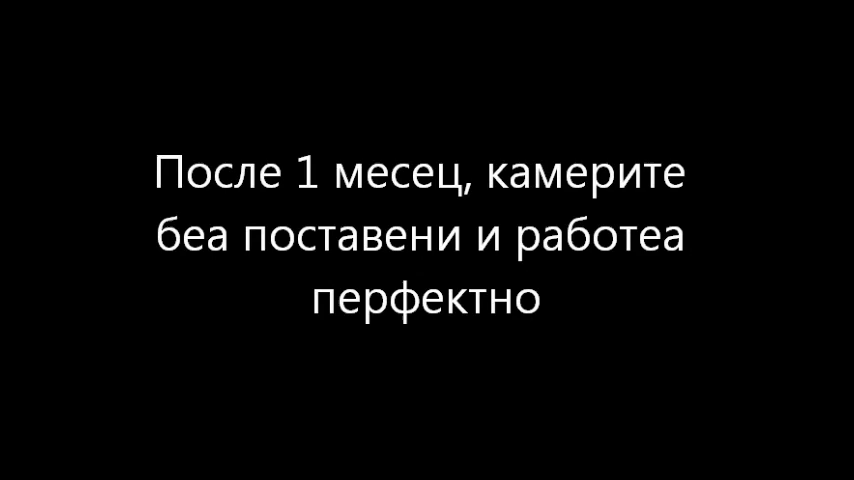 После 1 месец, камерите
беа поставени и работеа
перфектно